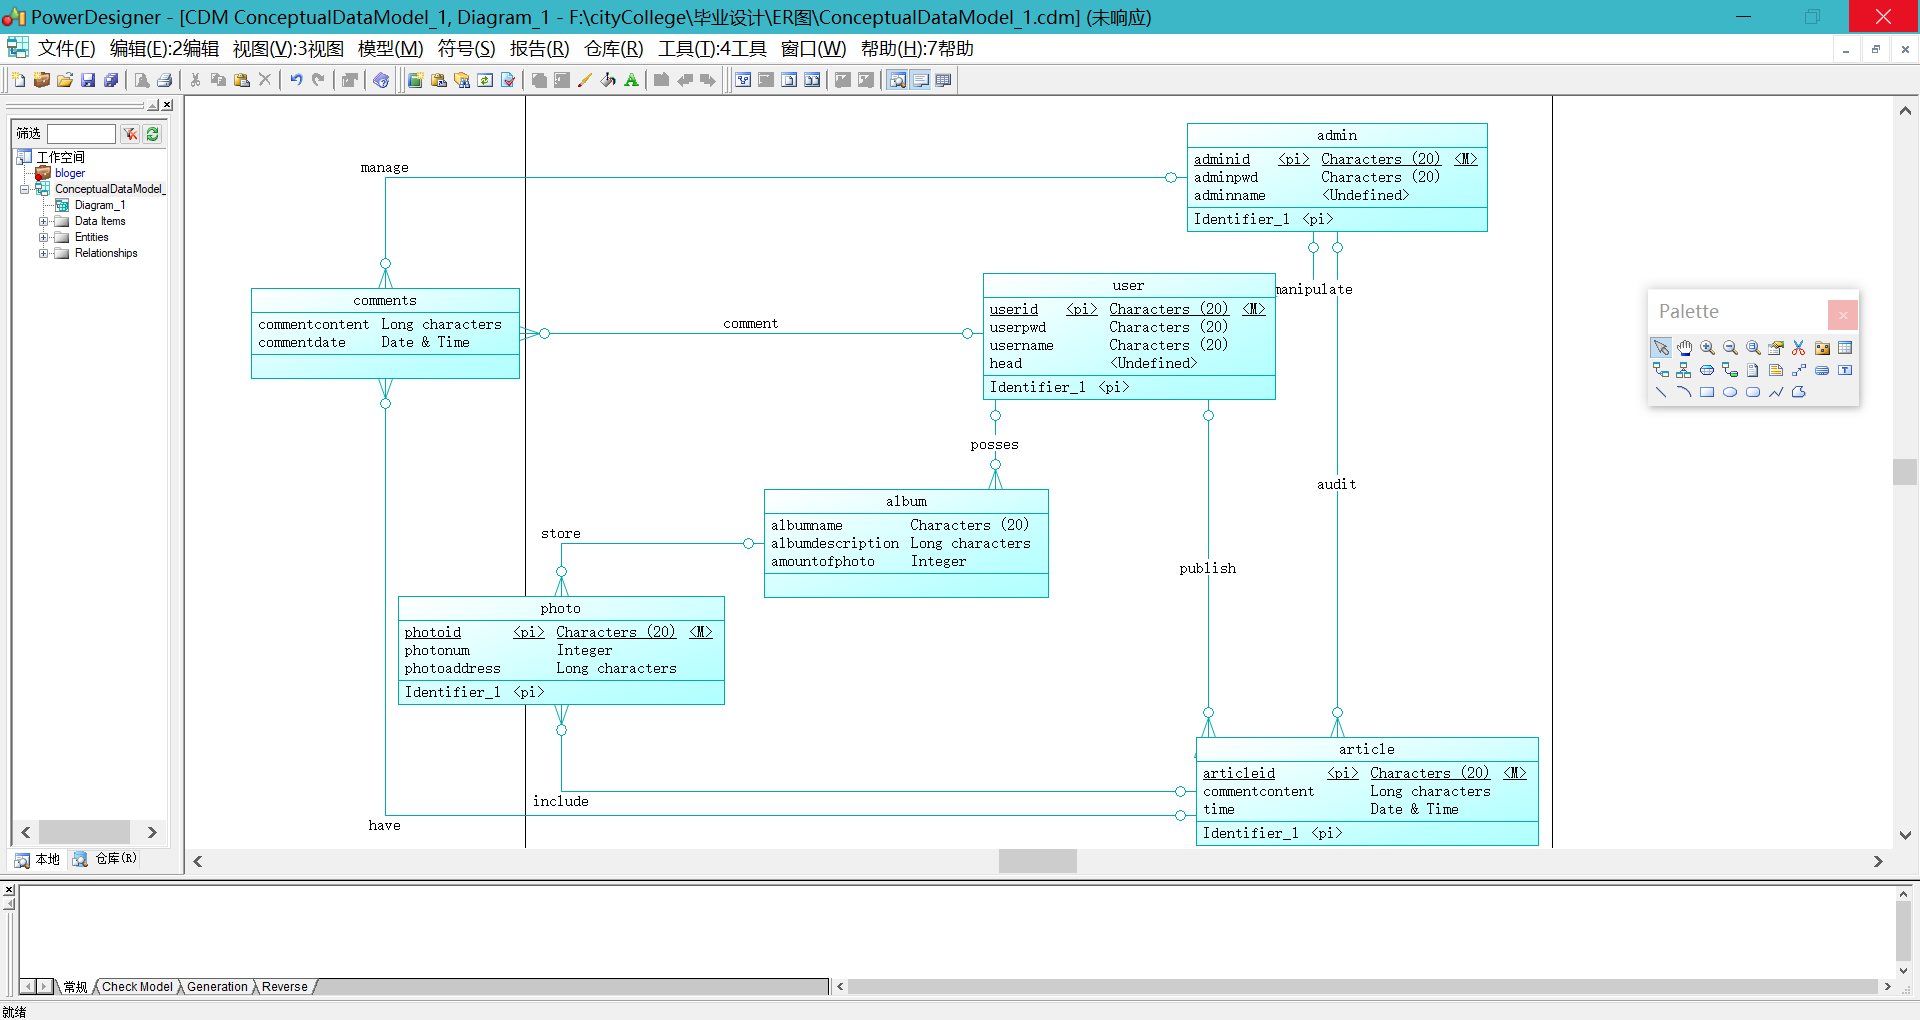 PowerDesigner - [CDM ConceptualDataModel_1, Diagram_1 - F:\cityCollege\毕业设计\ER图\ConceptualDataModel_1.cdm] (未响应)
文件(F) 编辑(E):2编辑 视图(V):3视图 模型(M) 符号(S) 报告(R) 仓库(R) 工具(T):4工具 窗口(W) 帮助(H):7帮助
筛选
工作空间
bloger
ConceptualDataModel_
Diagram_1
Data Items
Entities
Relationships
本地 仓库(R)
manage
admin
adminid <pi> Characters (20) <M>
adminpwd Characters (20)
adminname <Undefined>
Identifier_1 <pi>
manipulate
comments
commentcontent Long characters
commentdate Date & Time
comment
user
userid <pi> Characters (20) <M>
userpwd Characters (20)
username Characters (20)
head <Undefined>
Identifier_1 <pi>
Palette
posses
audit
album
albumname Characters (20)
albumdescription Long characters
amountofphoto Integer
store
publish
photo
photoid <pi> Characters (20) <M>
photonum Integer
photoaddress Long characters
Identifier_1 <pi>
article
articleid <pi> Characters (20) <M>
commentcontent Long characters
time Date & Time
Identifier_1 <pi>
include
have
常规 Check Model Generation Reverse
就绪